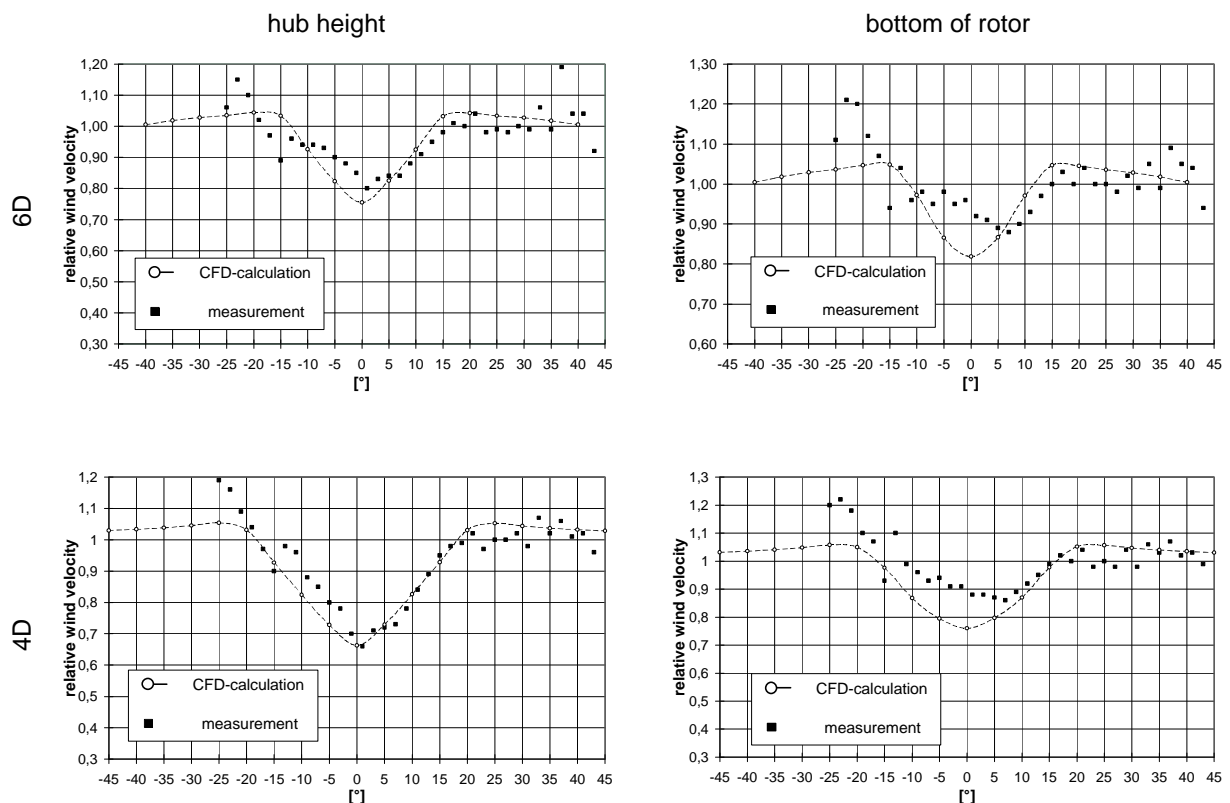 hub height
bottom of rotor
6D
relative wind velocity
1,20
1,10
1,00
0,90
0,80
0,70
0,60
0,50
0,40
0,30
CFD-calculation
measurement
-45 -40 -35 -30 -25 -20 -15 -10 -5 0 5 10 15 20 25 30 35 40 45
[°]
relative wind velocity
1,30
1,20
1,10
1,00
0,90
0,80
0,70
0,60
CFD-calculation
measurement
-45 -40 -35 -30 -25 -20 -15 -10 -5 0 5 10 15 20 25 30 35 40 45
[°]
4D
relative wind velocity
1,2
1,1
1
0,9
0,8
0,7
0,6
0,5
0,4
0,3
CFD-calculation
measurement
-45 -40 -35 -30 -25 -20 -15 -10 -5 0 5 10 15 20 25 30 35 40 45
[°]
relative wind velocity
1,3
1,2
1,1
1
0,9
0,8
0,7
0,6
0,5
0,4
0,3
CFD-calculation
measurement
-45 -40 -35 -30 -25 -20 -15 -10 -5 0 5 10 15 20 25 30 35 40 45
[°]